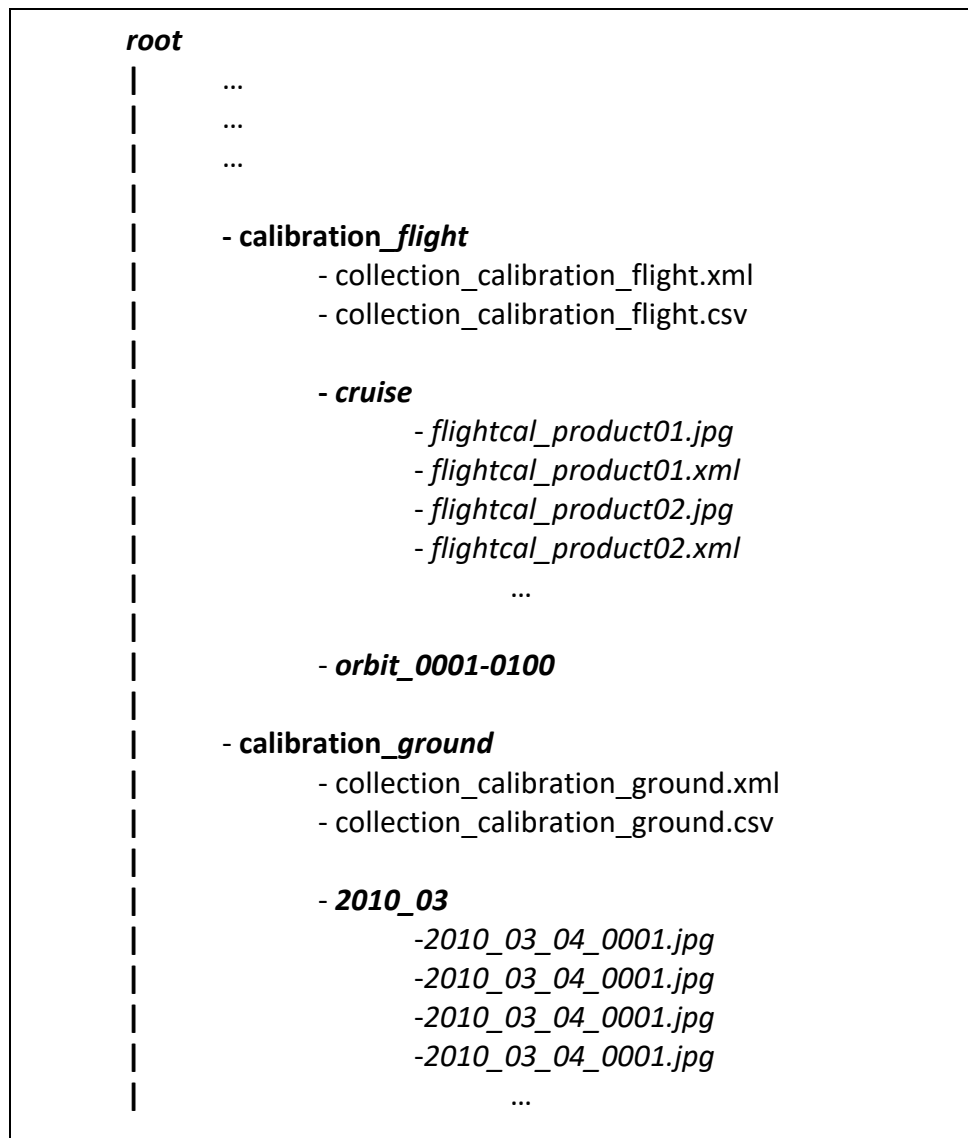 root
| ...
| ...
| ...
|
| - calibration_flight
| - collection_calibration_flight.xml
| - collection_calibration_flight.csv
|
| - cruise
| - flightcal_product01.jpg
| - flightcal_product01.xml
| - flightcal_product02.jpg
| - flightcal_product02.xml
| ...
|
| - orbit_0001-0100
|
| - calibration_ground
| - collection_calibration_ground.xml
| - collection_calibration_ground.csv
|
| - 2010_03
| -2010_03_04_0001.jpg
| -2010_03_04_0001.jpg
| -2010_03_04_0001.jpg
| -2010_03_04_0001.jpg
| ...